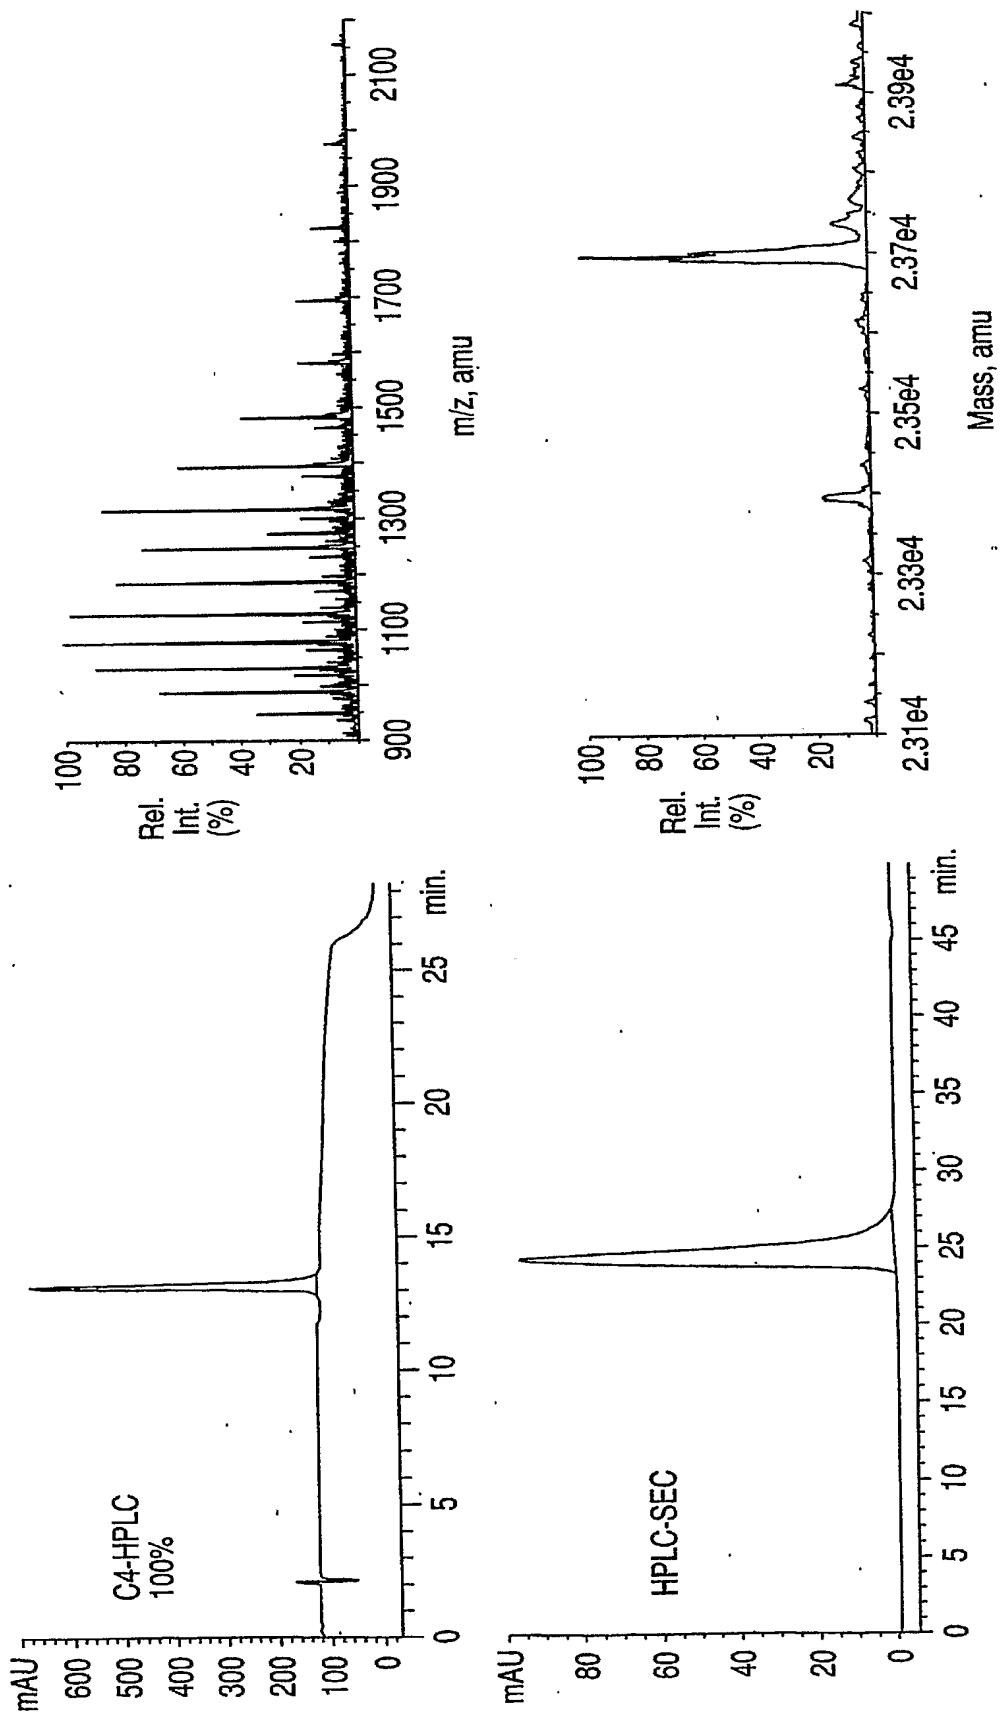 mAU
600
500
400
300
200
100
0
C4-HPLC
100%
0 5 10 15 20 25 min.
100
80
60
40
20
Rel.
Int.
(%)
900 1100 1300 1500 1700 1900 2100
m/z, amu
mAU
80
60
40
20
0
HPLC-SEC
0 5 10 15 20 25 30 35 40 45 min.
100
80
60
40
20
Rel.
Int.
(%)
2.31e4 2.33e4 2.35e4 2.37e4 2.39e4
Mass, amu